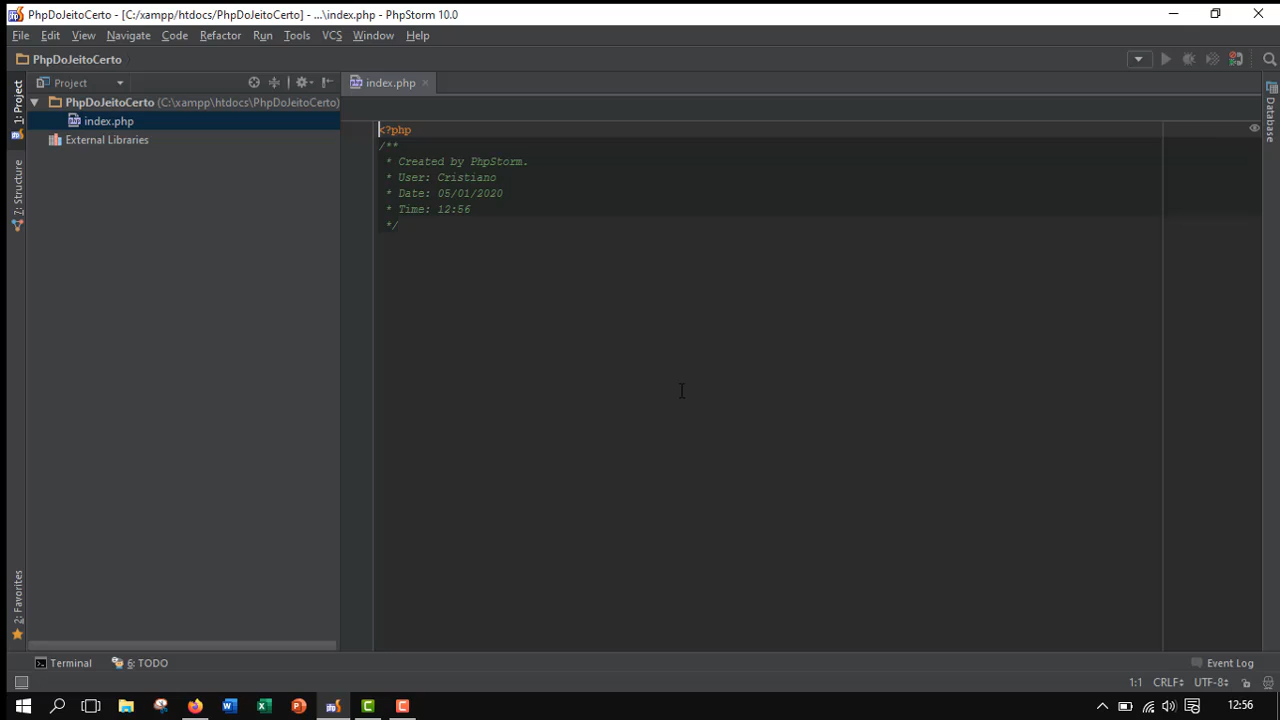 PhpDoJeitoCerto - [C:/xampp/htdocs/PhpDoJeitoCerto] - ...\index.php - PhpStorm 10.0
File Edit View Navigate Code Refactor Run Tools VCS Window Help
PhpDoJeitoCerto
Project
index.php
1: Project
PhpDoJeitoCerto (C:\xampp\htdocs\PhpDoJeitoCerto)
index.php
External Libraries
7: Structure
2: Favorites
Database
<?php
/**
* Created by PhpStorm.
* User: Cristiano
* Date: 05/01/2020
* Time: 12:56
*/
Terminal 6: TODO Event Log
1:1 CRLF UTF-8
12:56